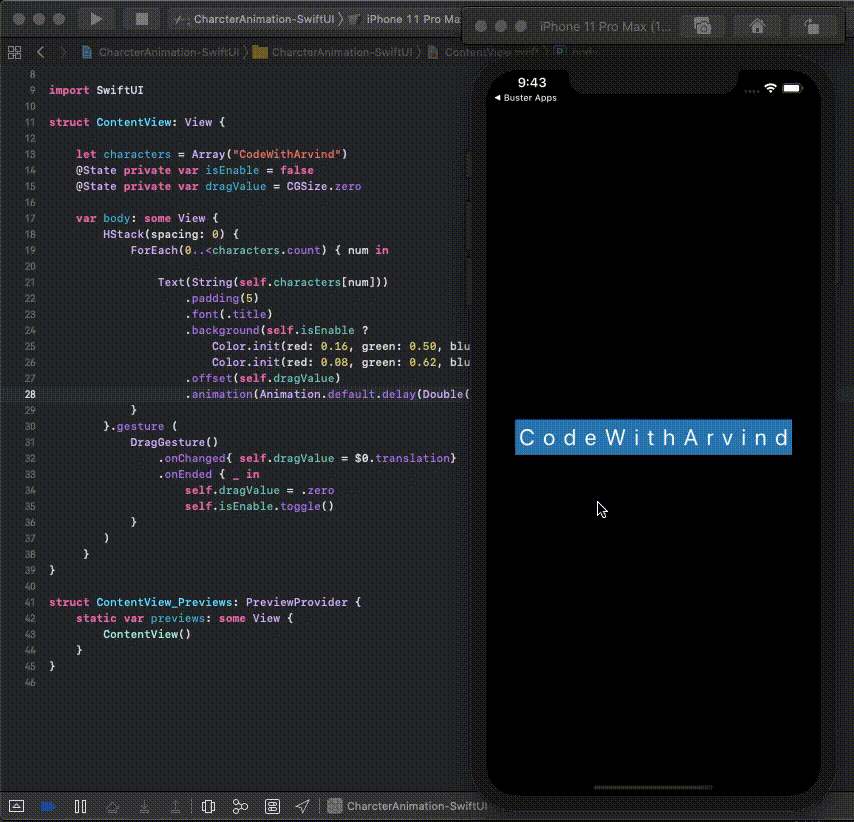 CharcterAnimation-SwiftUI 〉 iPhone 11 Pro Ma
iPhone 11 Pro Max (1...
CharcterAnimation-SwiftUI 〉 CharcterAnimation-SwiftUI 〉 ContentView.swift 〉 body
8
9 import SwiftUI
10
11 struct ContentView: View {
12
13 let characters = Array("CodeWithArvind")
14 @State private var isEnable = false
15 @State private var dragValue = CGSize.zero
16
17 var body: some View {
18 HStack(spacing: 0) {
19 ForEach(0..<characters.count) { num in
20
21 Text(String(self.characters[num]))
22 .padding(5)
23 .font(.title)
24 .background(self.isEnable ?
25 Color.init(red: 0.16, green: 0.50, blu
26 Color.init(red: 0.08, green: 0.62, blu
27 .offset(self.dragValue)
28 .animation(Animation.default.delay(Double(
29 }
30 }.gesture (
31 DragGesture()
32 .onChanged{ self.dragValue = $0.translation}
33 .onEnded { _ in
34 self.dragValue = .zero
35 self.isEnable.toggle()
36 }
37 )
38 }
39 }
40
41 struct ContentView_Previews: PreviewProvider {
42 static var previews: some View {
43 ContentView()
44 }
45 }
46
9:43
◀ Buster Apps
CodeWithArvind
CharcterAnimation-SwiftUI